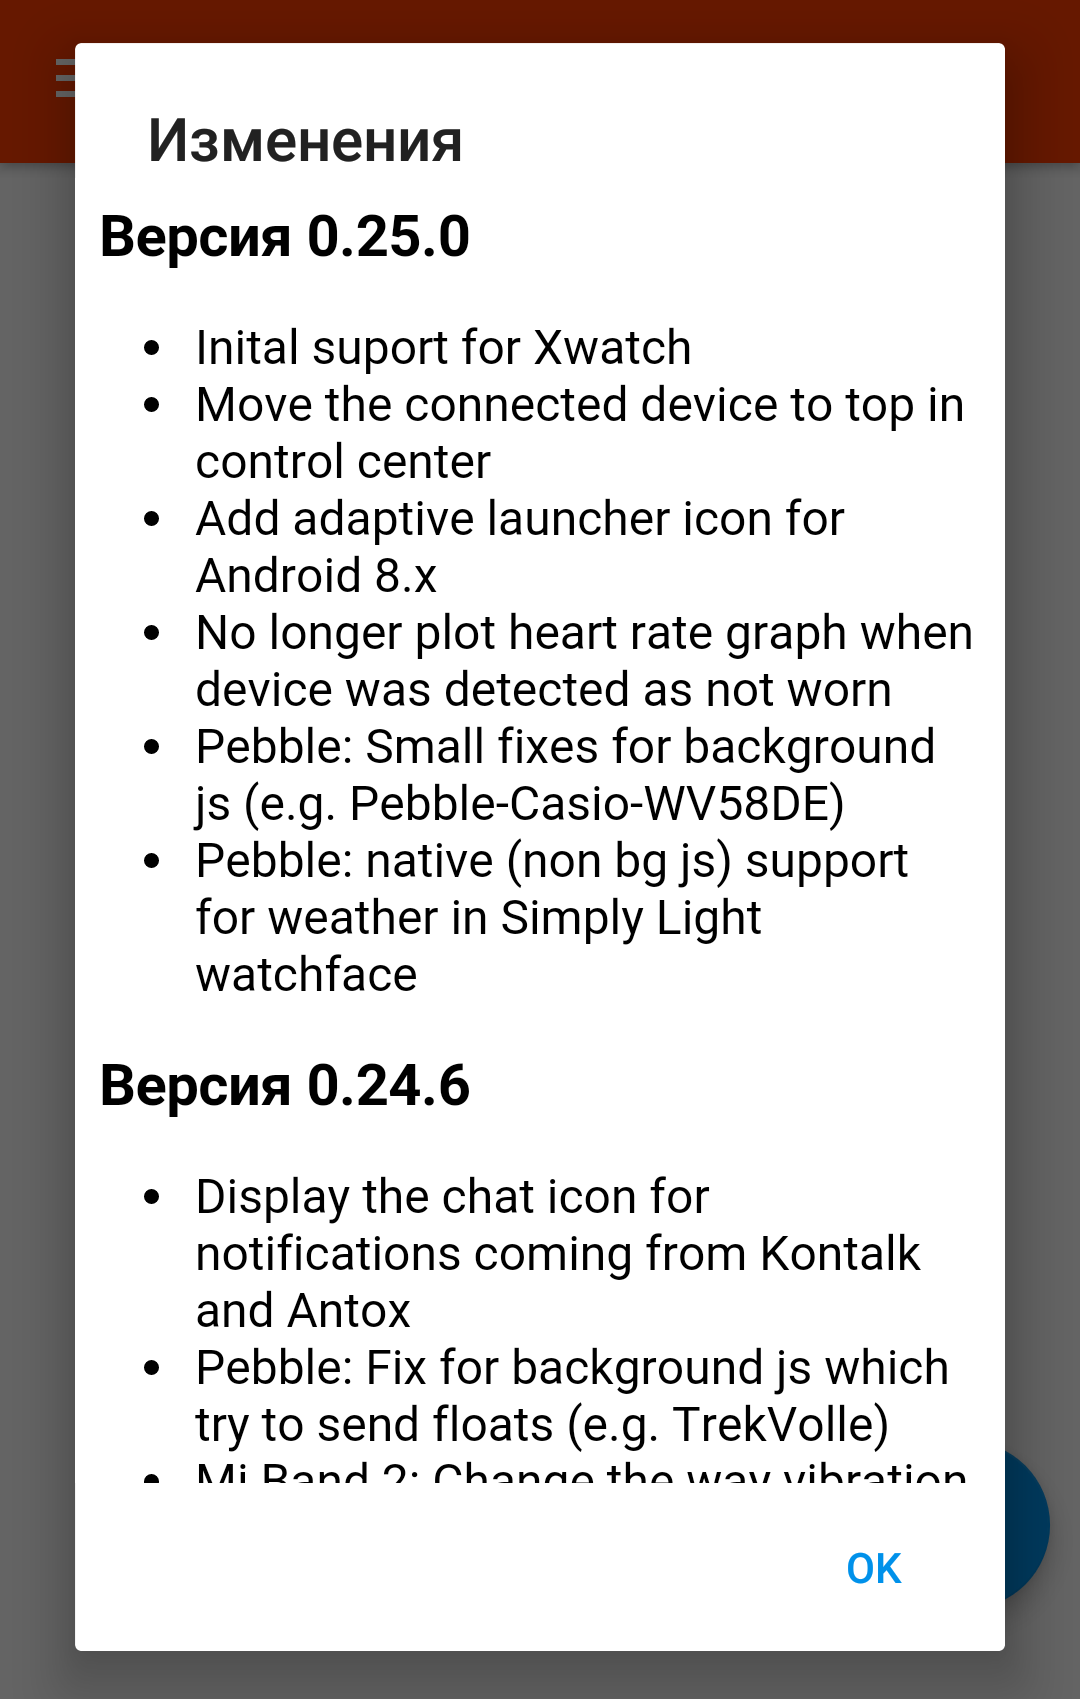 Изменения
Версия 0.25.0
• Inital suport for Xwatch
• Move the connected device to top in
control center
• Add adaptive launcher icon for
Android 8.x
• No longer plot heart rate graph when
device was detected as not worn
• Pebble: Small fixes for background
js (e.g. Pebble-Casio-WV58DE)
• Pebble: native (non bg js) support
for weather in Simply Light
watchface
Версия 0.24.6
• Display the chat icon for
notifications coming from Kontalk
and Antox
• Pebble: Fix for background js which
try to send floats (e.g. TrekVolle)
• Mi Band 2: Change the way vibration
OK